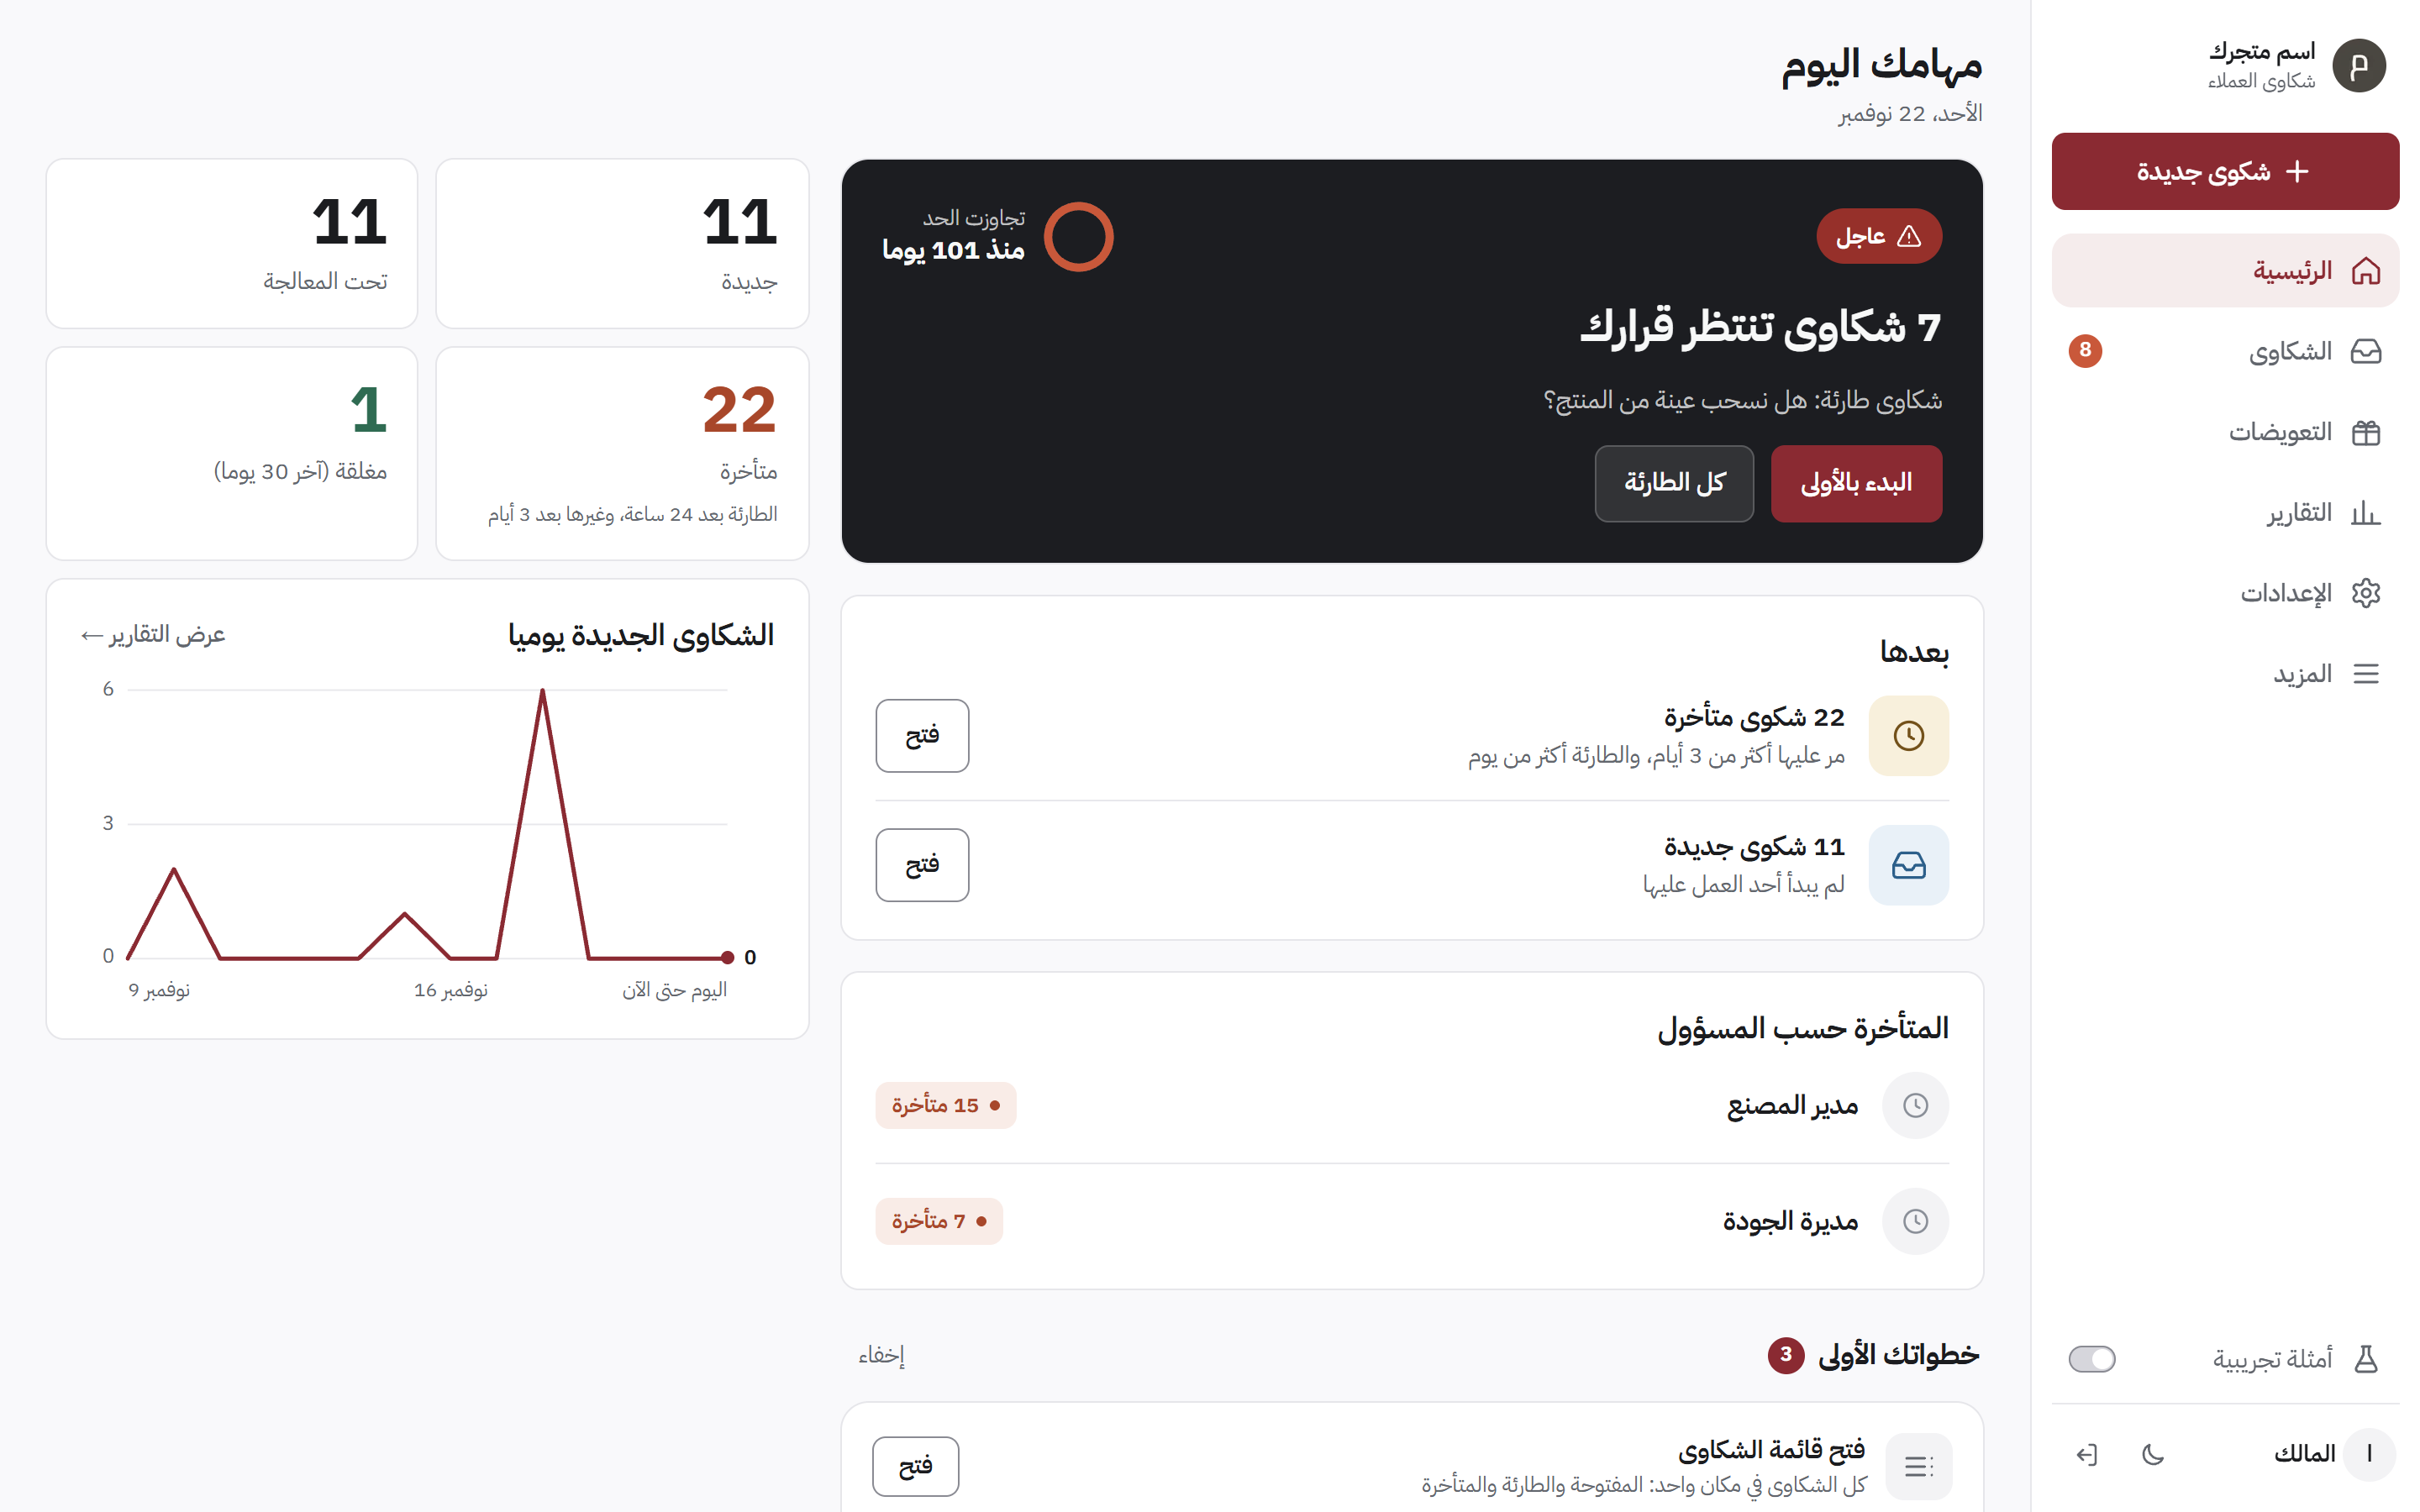 م
اسم متجرك
شكاوى العملاء
شكوى جديدة
الرئيسية
الشكاوى
8
التعويضات
التقارير
الإعدادات
المزيد
أمثلة تجريبية
ا
المالك
مهامك اليوم
الأحد، 22 نوفمبر
عاجل
تجاوزت الحد
منذ 101 يوما
7 شكاوى تنتظر قرارك
شكاوى طارئة: هل نسحب عينة من المنتج؟
البدء بالأولى
كل الطارئة
بعدها
22 شكوى متأخرة
مر عليها أكثر من 3 أيام، والطارئة أكثر من يوم
فتح
11 شكوى جديدة
لم يبدأ أحد العمل عليها
فتح
المتأخرة حسب المسؤول
مدير المصنع
15 متأخرة
مديرة الجودة
7 متأخرة
خطواتك الأولى
3
إخفاء
فتح قائمة الشكاوى
كل الشكاوى في مكان واحد: المفتوحة والطارئة والمتأخرة
فتح
11
جديدة
11
تحت المعالجة
22
متأخرة
الطارئة بعد 24 ساعة، وغيرها بعد 3 أيام
1
مغلقة (آخر 30 يوما)
الشكاوى الجديدة يوميا
عرض التقارير ←
6
3
0
0
9 نوفمبر
16 نوفمبر
اليوم حتى الآن